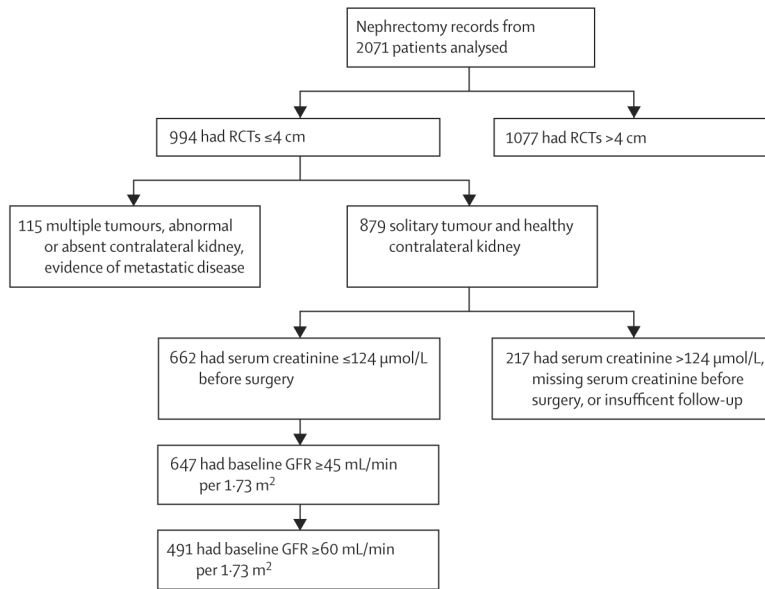 Nephrectomy records from
2071 patients analysed
994 had RCTs ≤4 cm
1077 had RCTs >4 cm
115 multiple tumours, abnormal
or absent contralateral kidney,
evidence of metastatic disease
879 solitary tumour and healthy
contralateral kidney
662 had serum creatinine ≤124 μmol/L
before surgery
217 had serum creatinine >124 μmol/L,
missing serum creatinine before
surgery, or insufficent follow-up
647 had baseline GFR ≥45 mL/min
per 1·73 m²
491 had baseline GFR ≥60 mL/min
per 1·73 m²